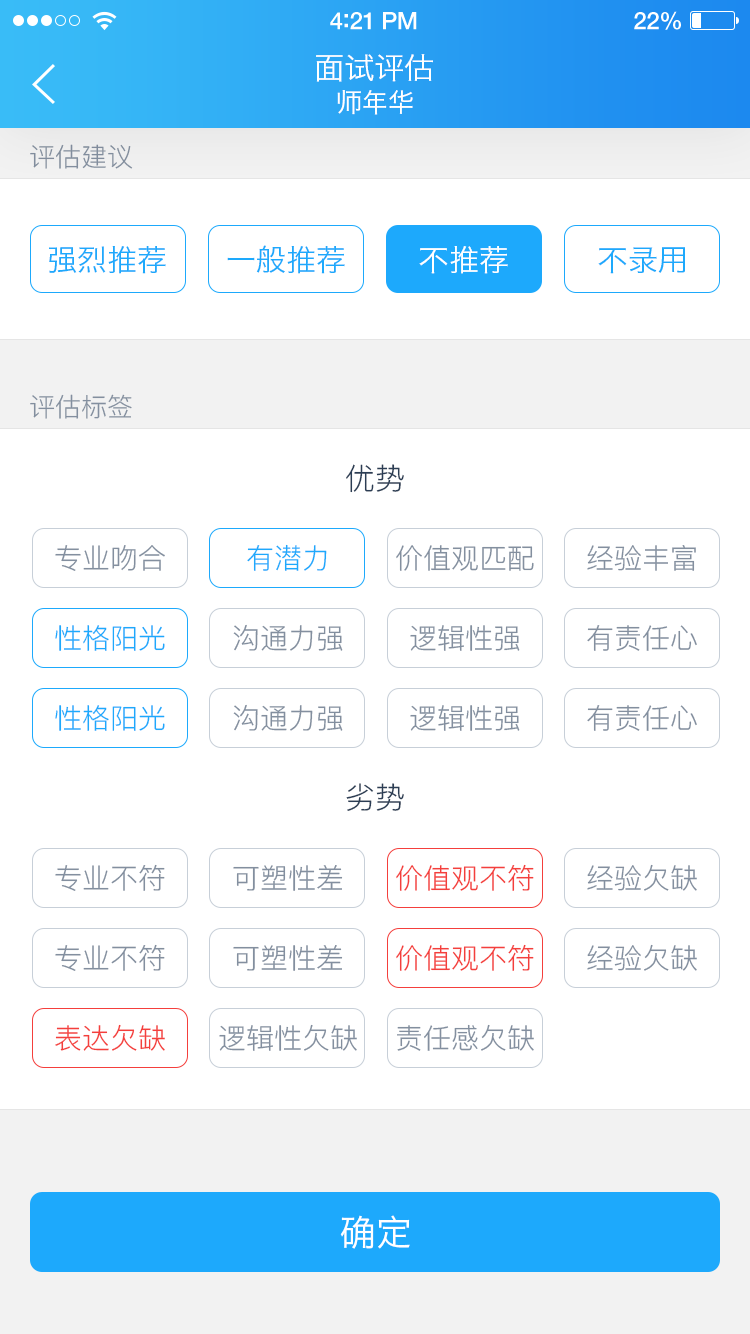 4:21 PM 22%
面试评估
师年华
评估建议
强烈推荐 一般推荐 不推荐 不录用
评估标签
优势
专业吻合 有潜力 价值观匹配 经验丰富
性格阳光 沟通力强 逻辑性强 有责任心
性格阳光 沟通力强 逻辑性强 有责任心
劣势
专业不符 可塑性差 价值观不符 经验欠缺
专业不符 可塑性差 价值观不符 经验欠缺
表达欠缺 逻辑性欠缺 责任感欠缺
确定